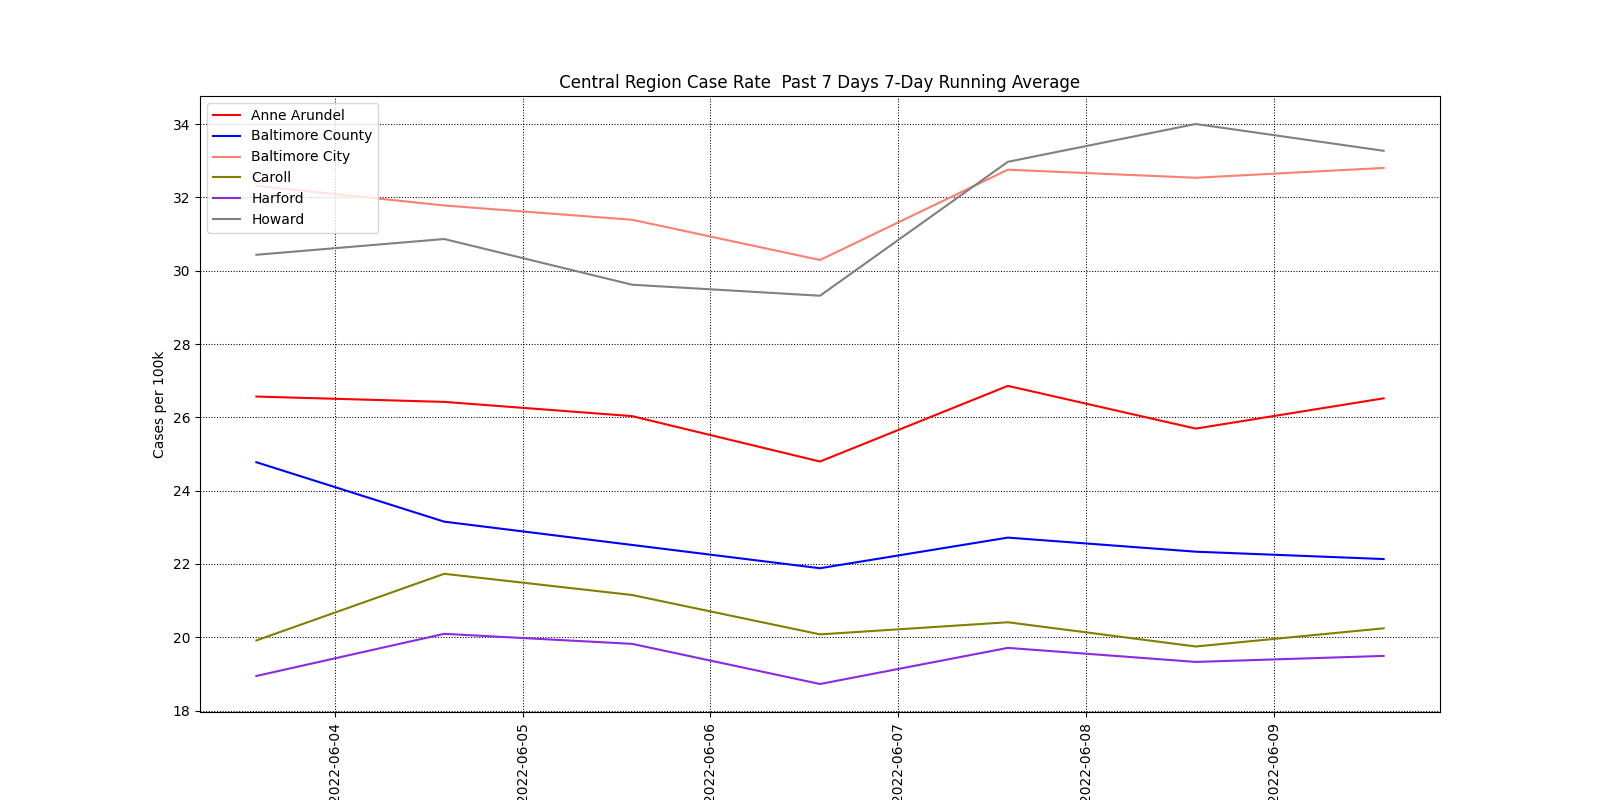 Central Region Case Rate  Past 7 Days 7-Day Running Average
Anne Arundel
Baltimore County
Baltimore City
Caroll
Harford
Howard
Cases per 100k
34
32
30
28
26
24
22
20
18
2022-06-04
2022-06-05
2022-06-06
2022-06-07
2022-06-08
2022-06-09